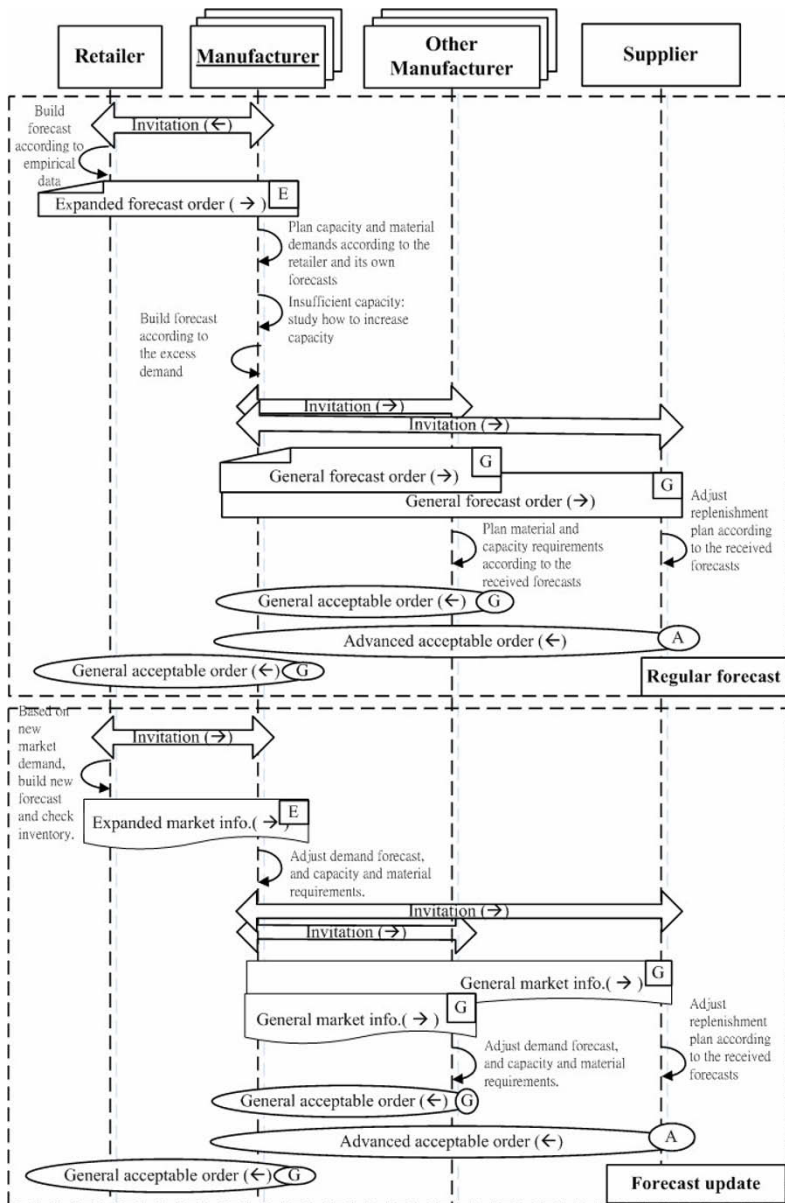 Retailer
Manufacturer
Other
Manufacturer
Supplier
Build
forecast
according to
empirical
data
Invitation (←)
Expanded forecast order (→)
E
Plan capacity and material
demands according to the
retailer and its own
forecasts
Insufficient capacity:
study how to increase
capacity
Build forecast
according to
the excess
demand
Invitation (→)
Invitation (→)
General forecast order (→)
G
General forecast order (→)
G
Plan material and
capacity requirements
according to the
received forecasts
Adjust
replenishment
plan according
to the received
forecasts
General acceptable order (←)
G
Advanced acceptable order (←)
A
General acceptable order (←)
G
Regular forecast
Based on
new
market
demand,
build new
forecast
and check
inventory.
Invitation (→)
Expanded market info.( → )
E
Adjust demand forecast,
and capacity and material
requirements.
Invitation (→)
Invitation (→)
General market info.( → )
G
General market info.( → )
G
Adjust demand forecast,
and capacity and material
requirements.
Adjust
replenishment
plan according
to the received
forecasts
General acceptable order (←)
G
Advanced acceptable order (←)
A
General acceptable order (←)
G
Forecast update